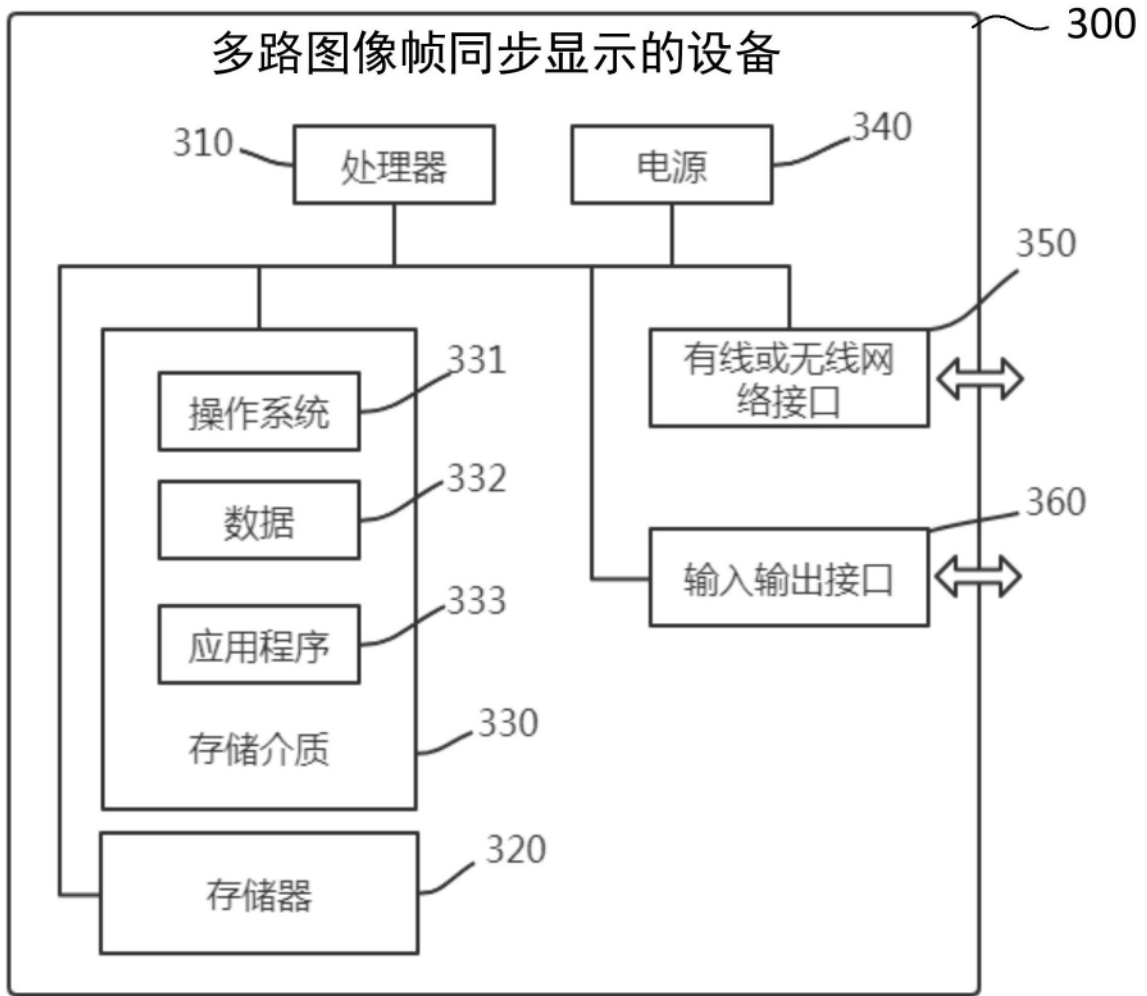 300
多路图像帧同步显示的设备
310
处理器
340
电源
350
有线或无线网
络接口
331
操作系统
332
数据
360
输入输出接口
333
应用程序
330
存储介质
320
存储器